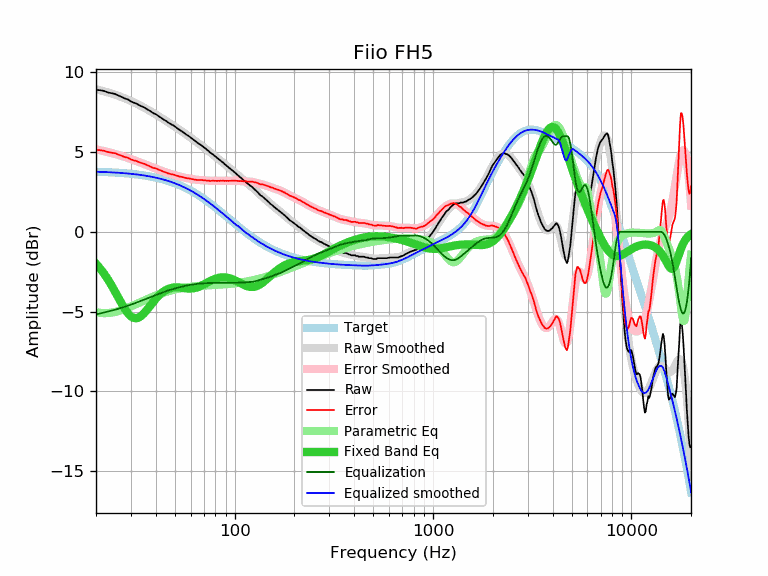 Fiio FH5
10
5
0
−5
−10
−15
Amplitude (dBr)
Target
Raw Smoothed
Error Smoothed
Raw
Error
Parametric Eq
Fixed Band Eq
Equalization
Equalized smoothed
100
1000
10000
Frequency (Hz)